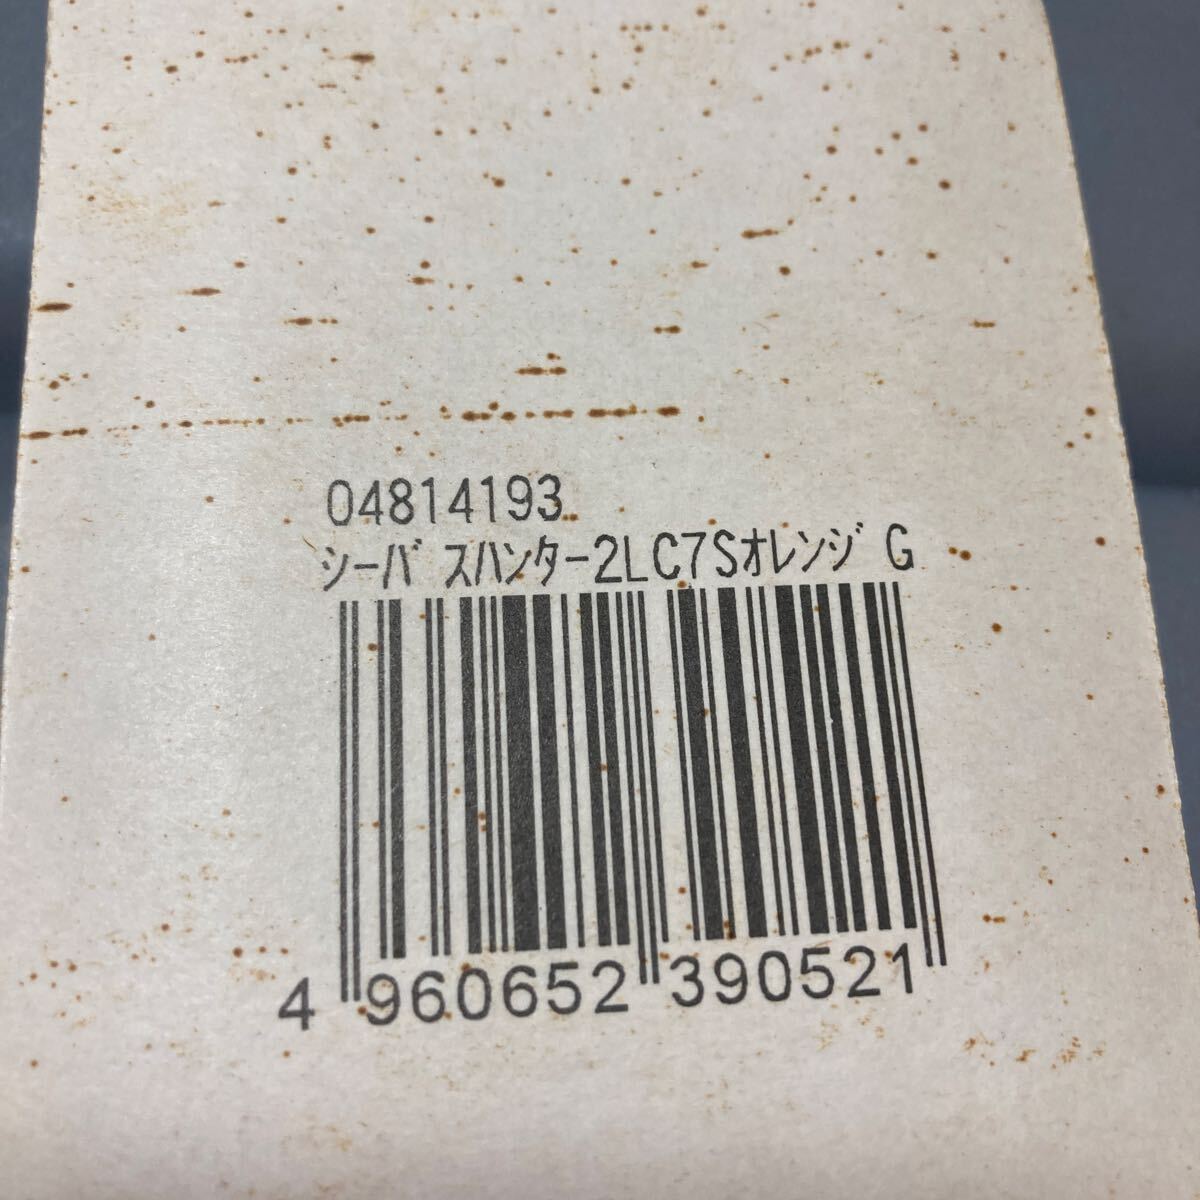 04814193
ｼｰﾊﾞｽﾊﾝﾀｰ2LC7Sｵﾚﾝｼﾞ G
4 960652 390521